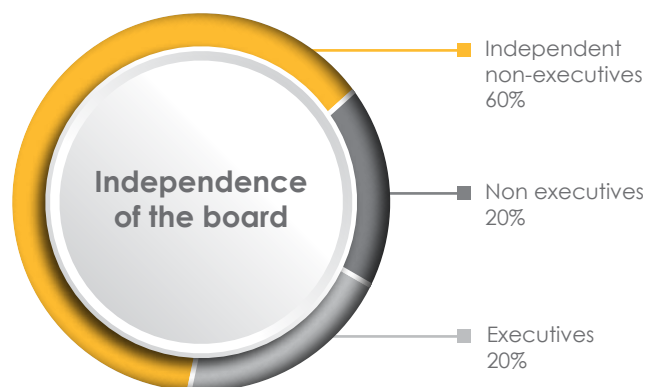 Independence
of the board
Independent
non-executives
60%
Non executives
20%
Executives
20%